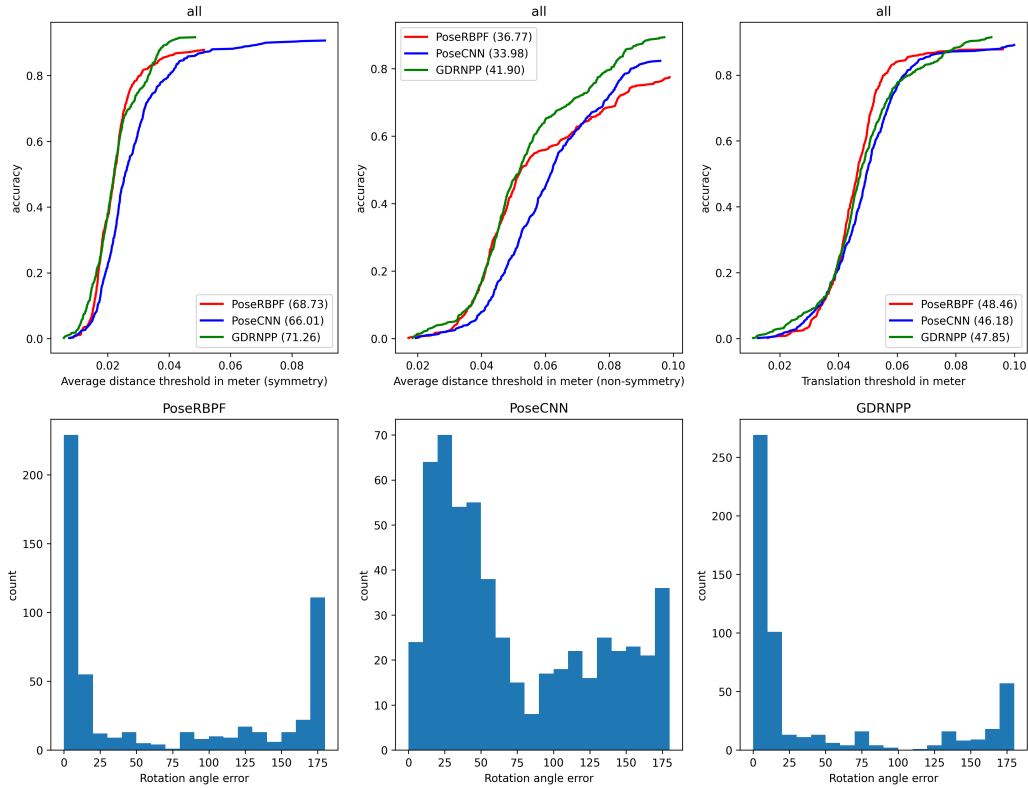 all
all
all
accuracy
0.0
0.2
0.4
0.6
0.8
0.02
0.04
0.06
0.08
PoseRBPF (68.73)
PoseCNN (66.01)
GDRNPP (71.26)
Average distance threshold in meter (symmetry)
accuracy
0.0
0.2
0.4
0.6
0.8
0.02
0.04
0.06
0.08
0.10
PoseRBPF (36.77)
PoseCNN (33.98)
GDRNPP (41.90)
Average distance threshold in meter (non-symmetry)
accuracy
0.0
0.2
0.4
0.6
0.8
0.02
0.04
0.06
0.08
0.10
PoseRBPF (48.46)
PoseCNN (46.18)
GDRNPP (47.85)
Translation threshold in meter
PoseRBPF
count
0
50
100
150
200
0
25
50
75
100
125
150
175
Rotation angle error
PoseCNN
count
0
10
20
30
40
50
60
70
0
25
50
75
100
125
150
175
Rotation angle error
GDRNPP
count
0
50
100
150
200
250
0
25
50
75
100
125
150
175
Rotation angle error